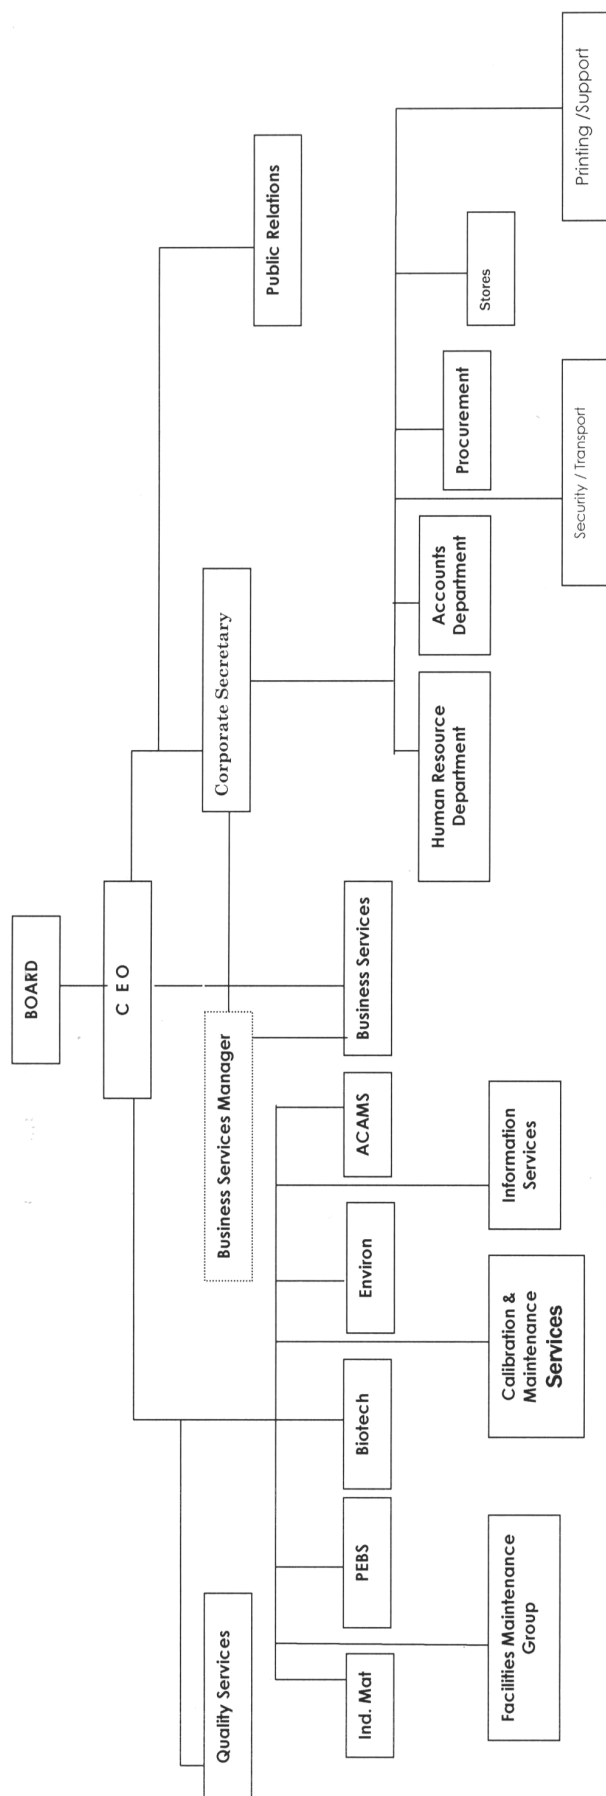 BOARD
C E O
Public Relations
Corporate Secretary
Business Services Manager
Quality Services
Business Services
ACAMS
Environ
Biotech
PEBS
Ind. Mat
Human Resource
Department
Accounts
Department
Procurement
Stores
Information
Services
Calibration &
Maintenance
Services
Facilities Maintenance
Group
Security / Transport
Printing /Support